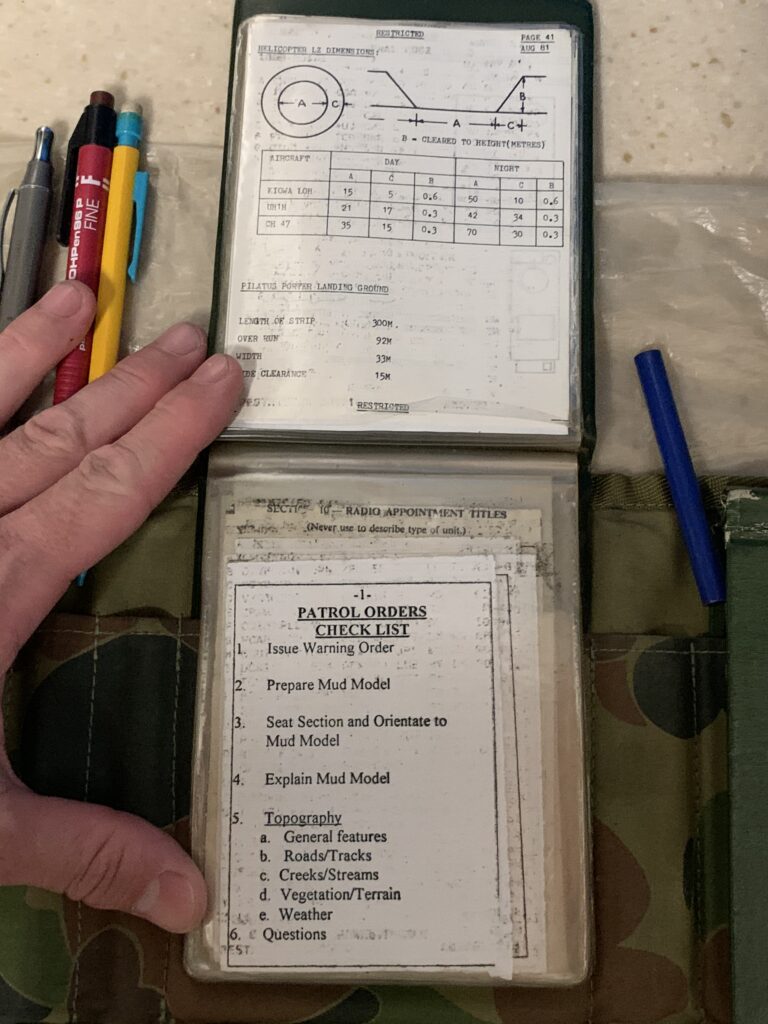 RESTRICTED
PAGE 41
AUG 81
HELICOPTER LZ DIMENSIONS:
A C
B
A C
B = CLEARED TO HEIGHT(METRES)
AIRCRAFT DAY NIGHT
A C B A C B
KIOWA LOH 15 5 0.6 50 10 0.6
UH1H 21 17 0.3 42 34 0.3
CH 47 35 15 0.3 70 30 0.3
PILATUS PORTER LANDING GROUND
LENGTH OF STRIP 300M.
OVER RUN 92M
WIDTH 33M
IDE CLEARANCE 15M
RESTRICTED
FINE
SECTION 10 — RADIO APPOINTMENT TITLES
(Never use to describe type of unit.)
-1-
PATROL ORDERS
CHECK LIST
1. Issue Warning Order
2. Prepare Mud Model
3. Seat Section and Orientate to
Mud Model
4. Explain Mud Model
5. Topography
a. General features
b. Roads/Tracks
c. Creeks/Streams
d. Vegetation/Terrain
e. Weather
6. Questions